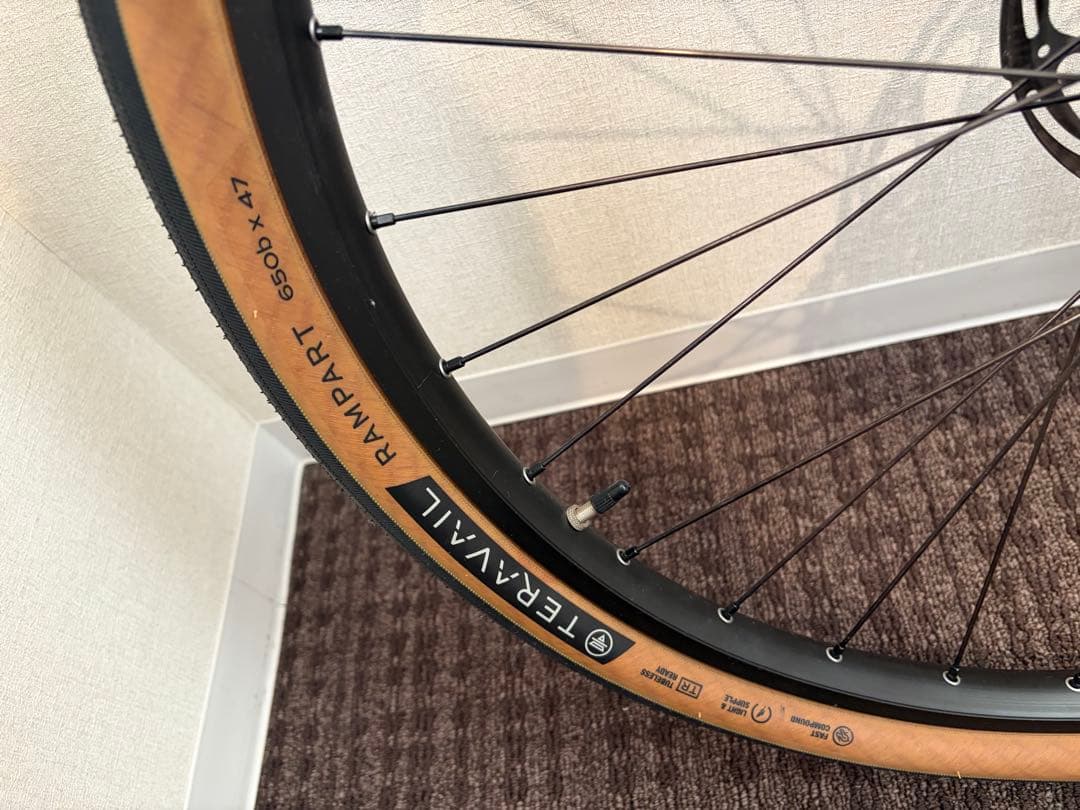 RAMPART 650b x 47
TERAVAIL
TR TUBELESS
READY
LIGHT &
SUPPLE
FAST
COMPOUND